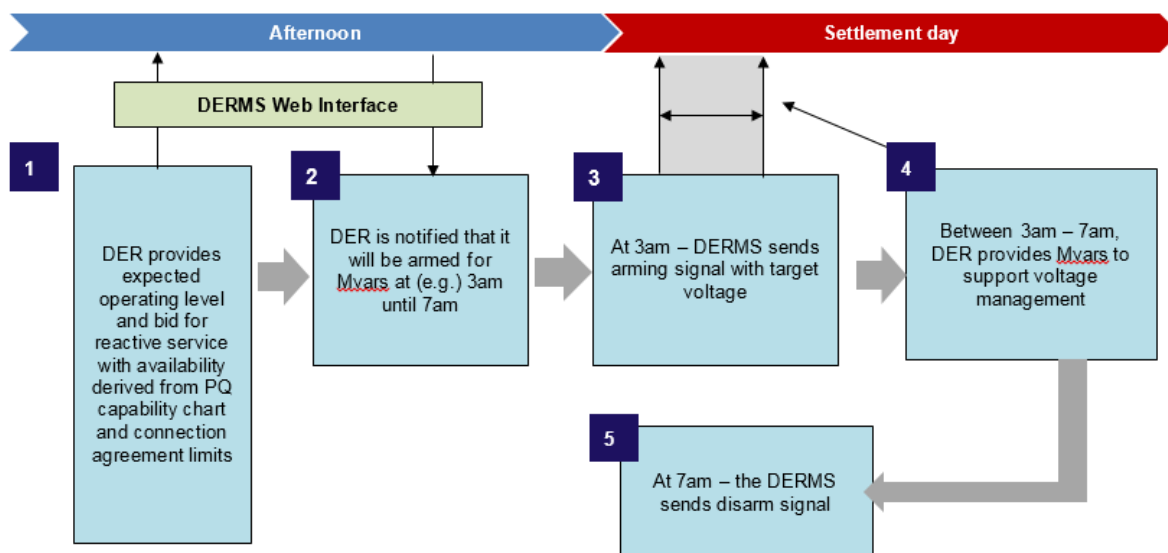 Afternoon
Settlement day
DERMS Web Interface
1
DER provides
expected
operating level
and bid for
reactive service
with availability
derived from PQ
capability chart
and connection
agreement limits
2
DER is notified that it
will be armed for
Mvars at (e.g.) 3am
until 7am
3
At 3am – DERMS sends
arming signal with target
voltage
4
Between 3am – 7am,
DER provides Mvars to
support voltage
management
5
At 7am – the DERMS
sends disarm signal